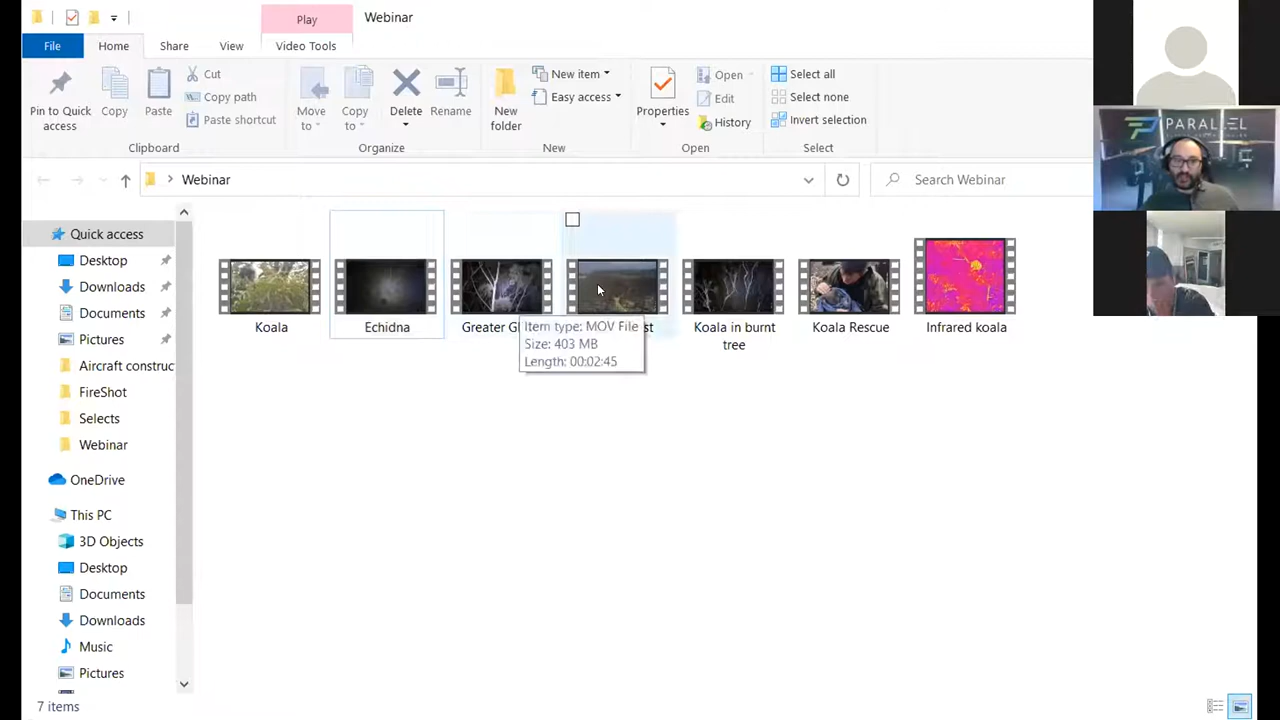 Play
Webinar
File
Home
Share
View
Video Tools
Pin to Quick
access
Copy
Paste
Cut
Copy path
Paste shortcut
Clipboard
Move
to
Copy
to
Delete
Rename
Organize
New
folder
New item
Easy access
New
Properties
Open
Edit
History
Open
Select all
Select none
Invert selection
Select
Webinar
Search Webinar
Quick access
Desktop
Downloads
Documents
Pictures
Aircraft construc
FireShot
Selects
Webinar
OneDrive
This PC
3D Objects
Desktop
Documents
Downloads
Music
Pictures
Koala
Echidna
Greater Gl
st
Koala in burnt
tree
Koala Rescue
Infrared koala
Item type: MOV File
Size: 403 MB
Length: 00:02:45
PARALLEL
7 items